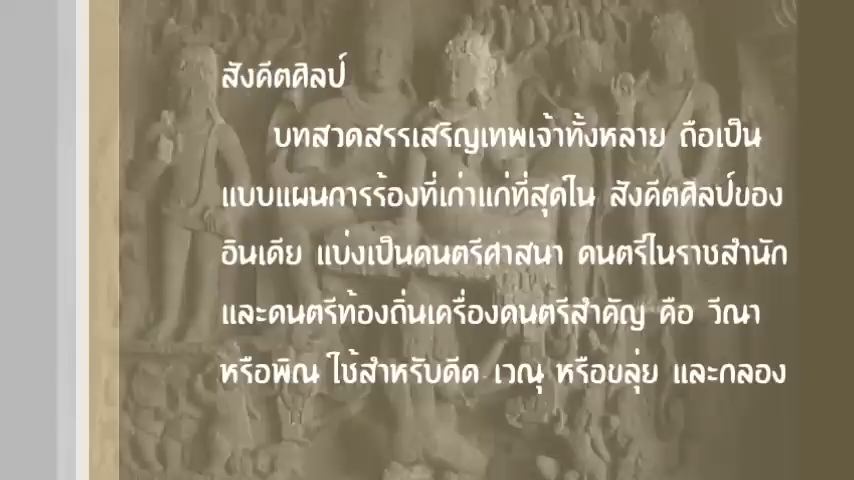 สังคีตศิลป์
บทสวดสรรเสริญเทพเจ้าทั้งหลาย ถือเป็น
แบบแผนการร้องที่เก่าแก่ที่สุดใน สังคีตศิลป์ของ
อินเดีย แบ่งเป็นดนตรีศาสนา ดนตรีในราชสำนัก
และดนตรีท้องถิ่นเครื่องดนตรีสำคัญ คือ วีณา
หรือพิณ ใช้สำหรับดีด เวณุ หรือขลุ่ย และกลอง